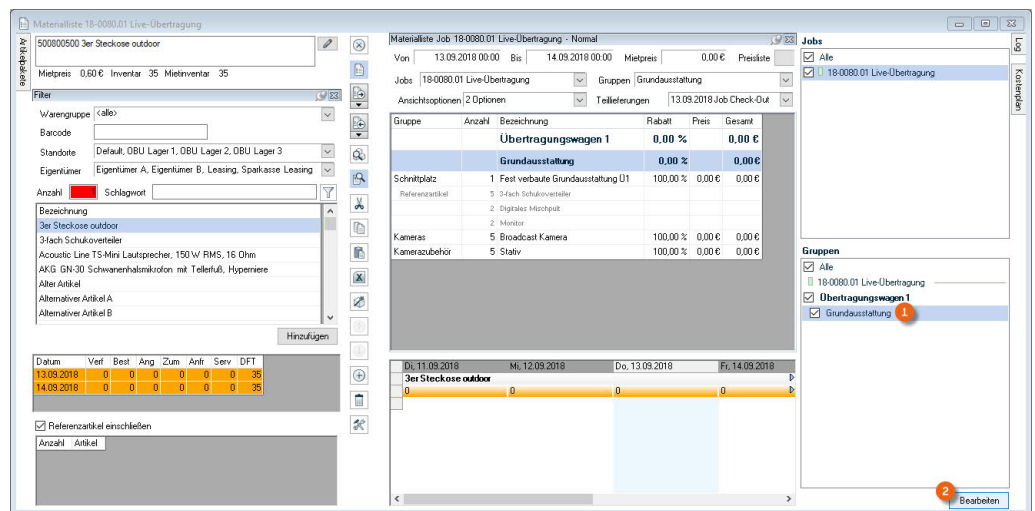 Materialliste 18-0080.01 Live-Übertragung
Artikelpakete
500800500 3er Steckose outdoor
Mietpreis 0,60 € Inventar 35 Mietinventar 35
Filter
Warengruppe <alle>
Barcode
Standorte Default, OBU Lager 1, OBU Lager 2, OBU Lager 3
Eigentümer Eigentümer A, Eigentümer B, Leasing, Sparkasse Leasing
Anzahl Schlagwort
Bezeichnung
3er Steckose outdoor
3-fach Schukoverteiler
Acoustic Line TS-Mini Lautsprecher, 150 W RMS, 16 Ohm
AKG GN-30 Schwanenhalsmikrofon mit Tellerfuß, Hyperniere
Alter Artikel
Alternativer Artikel A
Alternativer Artikel B
Hinzufügen
Datum Verf Best Ang Zum Anfr Serv DFT
13.09.2018 0 0 0 0 0 0 35
14.09.2018 0 0 0 0 0 0 35
Referenzartikel einschließen
Anzahl Artikel
Materialliste Job 18-0080.01 Live-Übertragung - Normal
Von 13.09.2018 00:00 Bis 14.09.2018 00:00 Mietpreis 0,00 € Preisliste
Jobs 18-0080.01 Live-Übertragung Gruppen Grundausstattung
Ansichtsoptionen 2 Optionen Teillieferungen 13.09.2018 Job Check-Out
Gruppe Anzahl Bezeichnung Rabatt Preis Gesamt
Übertragungswagen 1 0,00 % 0,00 €
Grundausstattung 0,00 % 0,00 €
Schnittplatz 1 Fest verbaute Grundausstattung Ü1 100,00 % 0,00 € 0,00 €
Referenzartikel 5 3-fach Schukoverteiler
2 Digitales Mischpult
2 Monitor
Kameras 5 Broadcast Kamera 100,00 % 0,00 € 0,00 €
Kamerazubehör 5 Stativ 100,00 % 0,00 € 0,00 €
Di, 11.09.2018 Mi, 12.09.2018 Do, 13.09.2018 Fr, 14.09.2018
3er Steckose outdoor
0 0 0 0
Jobs
Alle
18-0080.01 Live-Übertragung
Gruppen
Alle
18-0080.01 Live-Übertragung
Übertragungswagen 1
Grundausstattung 1
2
Bearbeiten
Log
Kostenplan